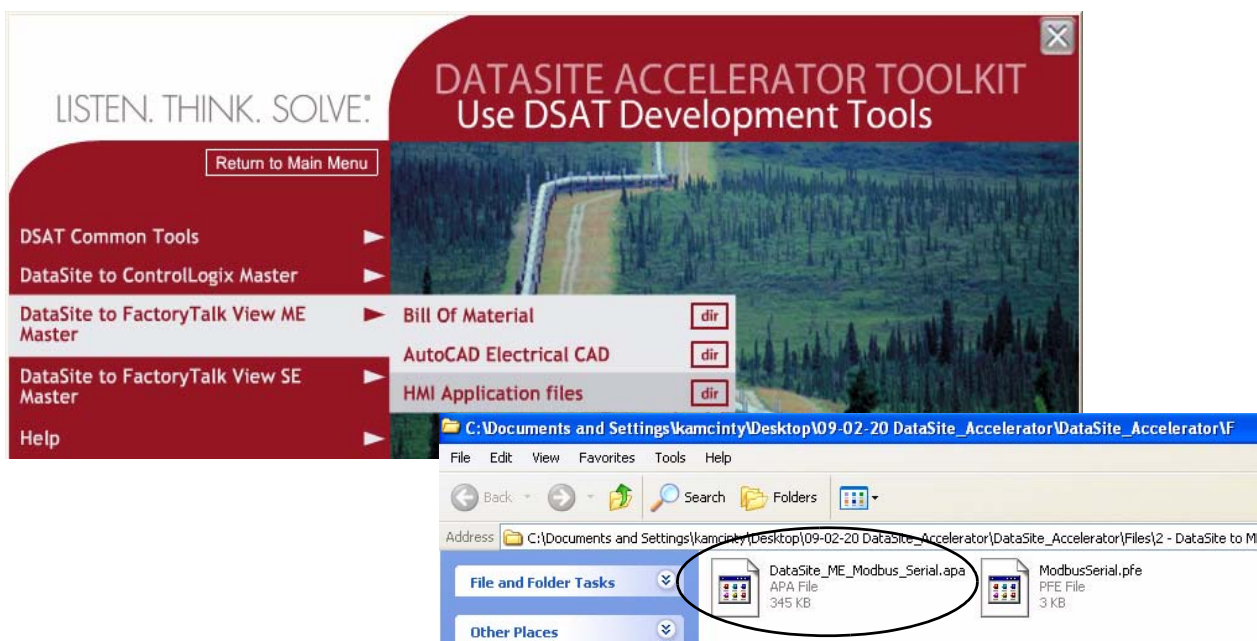 DATASITE ACCELERATOR TOOLKIT
Use DSAT Development Tools
LISTEN. THINK. SOLVE.®
Return to Main Menu
DSAT Common Tools
DataSite to ControlLogix Master
DataSite to FactoryTalk View ME
Master
Bill Of Material dir
AutoCAD Electrical CAD dir
HMI Application files dir
DataSite to FactoryTalk View SE
Master
Help
C:\Documents and Settings\kamcinty\Desktop\09-02-20 DataSite_Accelerator\DataSite_Accelerator\F
File Edit View Favorites Tools Help
Back Search Folders
Address C:\Documents and Settings\kamcinty\Desktop\09-02-20 DataSite_Accelerator\DataSite_Accelerator\Files\2 - DataSite to M
File and Folder Tasks
DataSite_ME_Modbus_Serial.apa
APA File
345 KB
ModbusSerial.pfe
PFE File
3 KB
Other Places